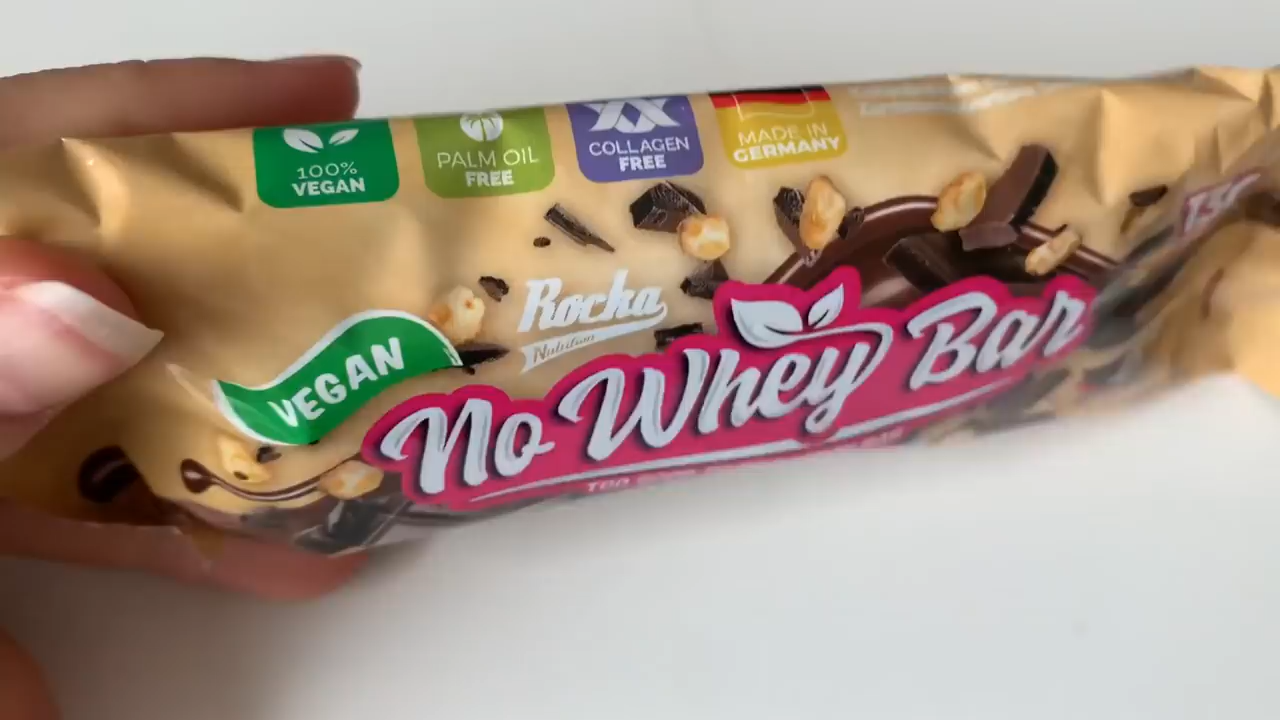 100%
VEGAN
PALM OIL
FREE
COLLAGEN
FREE
MADE IN
GERMANY
Rocka
Nutrition
VEGAN
No Whey Bar